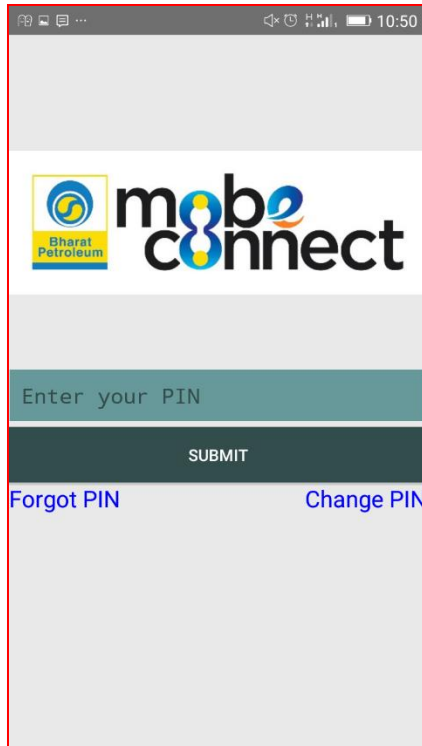 10:50
Bharat
Petroleum
mobe
connect
Enter your PIN
SUBMIT
Forgot PIN
Change PIN